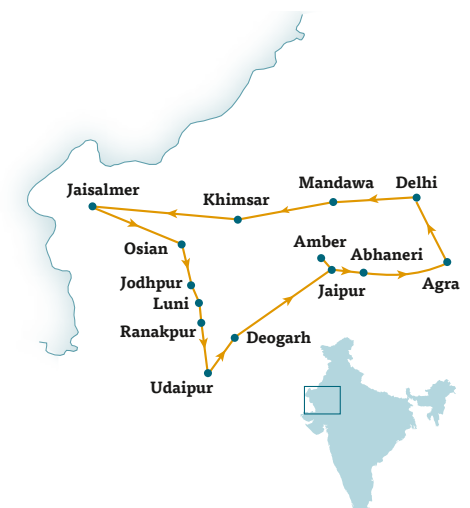 Mandawa
Delhi
Jaisalmer
Khimsar
Amber
Osian
Abhaneri
Jodhpur
Jaipur
Agra
Luni
Ranakpur
Deogarh
Udaipur